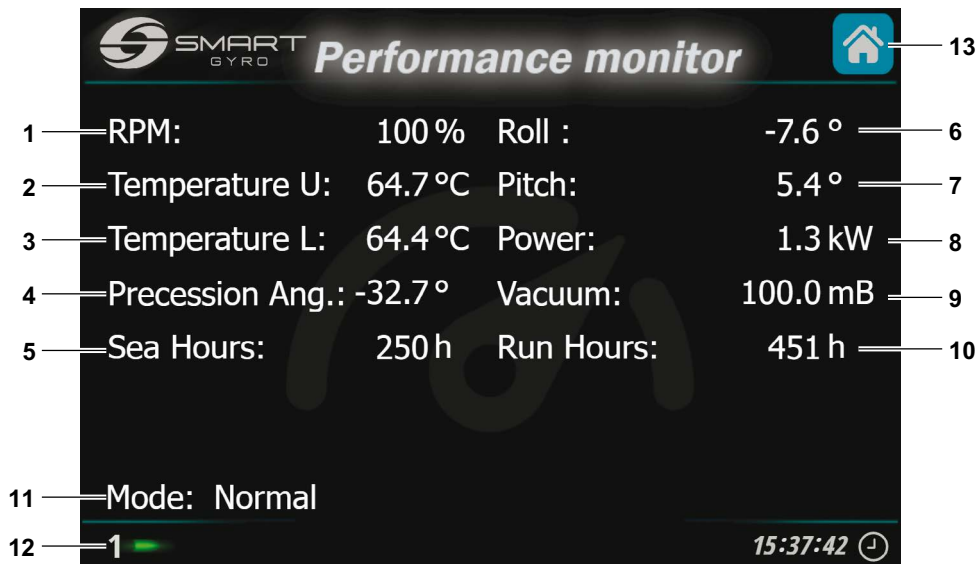 SMART
GYRO
Performance monitor
13
1 RPM: 100 % Roll : -7.6 ° 6
2 Temperature U: 64.7 °C Pitch: 5.4 ° 7
3 Temperature L: 64.4 °C Power: 1.3 kW 8
4 Precession Ang.: -32.7 ° Vacuum: 100.0 mB 9
5 Sea Hours: 250 h Run Hours: 451 h 10
11 Mode: Normal
12 1 15:37:42